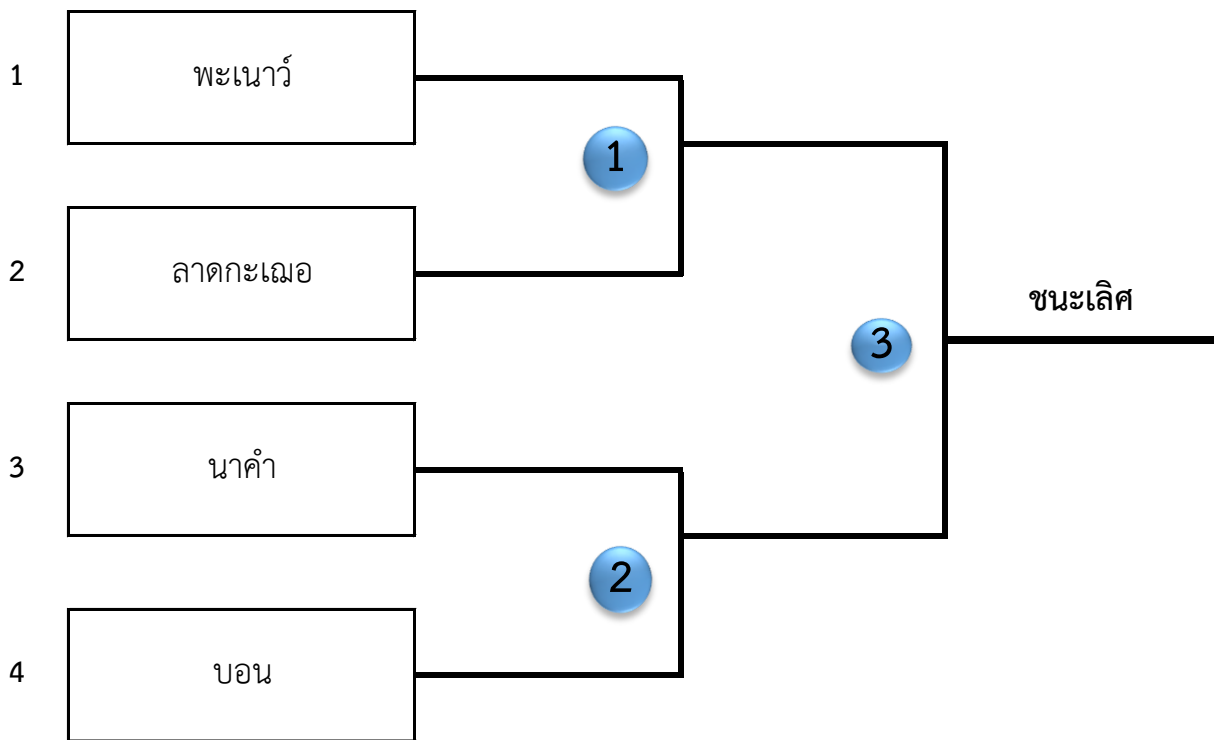 1 พะเนาว์
1
2 ลาดกะเฌอ
ชนะเลิศ
3
3 นาคำ
2
4 บอน